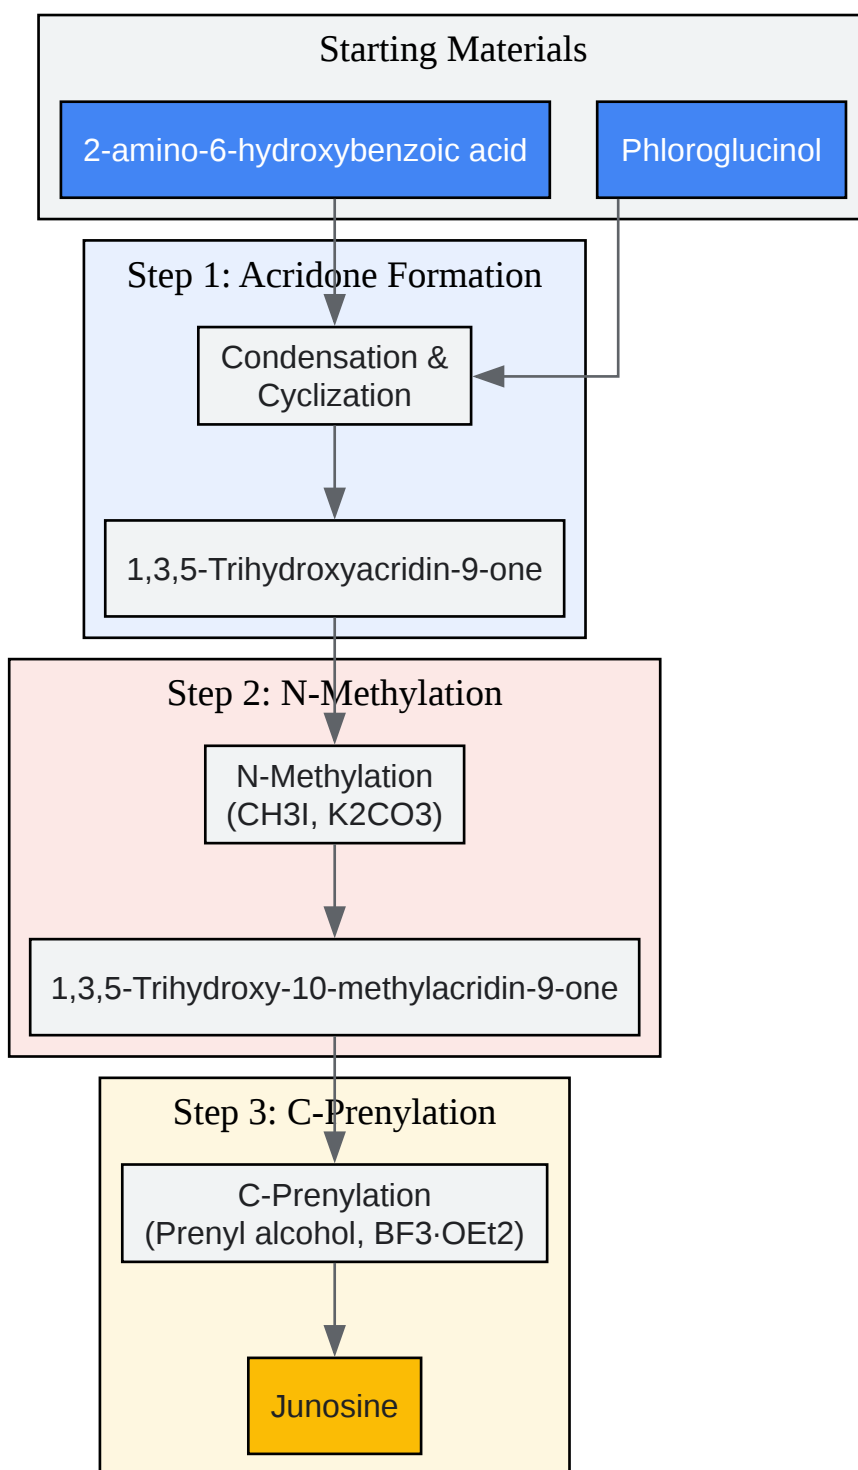 Starting Materials
2-amino-6-hydroxybenzoic acid
Phloroglucinol
Step 1: Acridone Formation
Condensation &
Cyclization
1,3,5-Trihydroxyacridin-9-one
Step 2: N-Methylation
N-Methylation
(CH3I, K2CO3)
1,3,5-Trihydroxy-10-methylacridin-9-one
Step 3: C-Prenylation
C-Prenylation
(Prenyl alcohol, BF3·OEt2)
Junosine